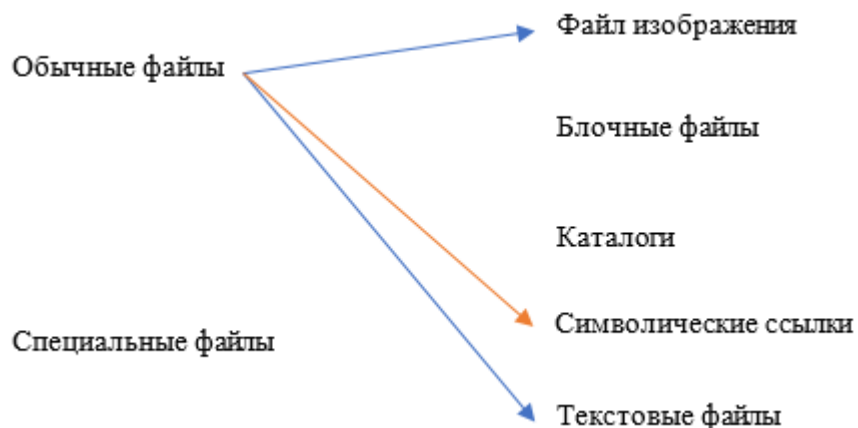 Обычные файлы
Специальные файлы
Файл изображения
Блочные файлы
Каталоги
Символические ссылки
Текстовые файлы